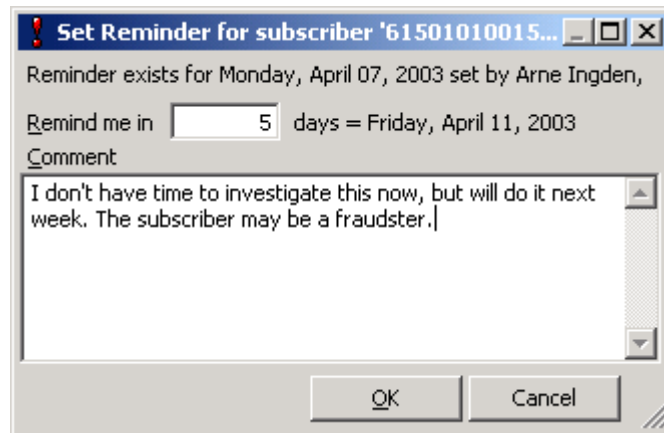 Set Reminder for subscriber '61501010015...
Reminder exists for Monday, April 07, 2003 set by Arne Ingden,
Remind me in 5 days = Friday, April 11, 2003
Comment
I don't have time to investigate this now, but will do it next
week. The subscriber may be a fraudster.
OK Cancel